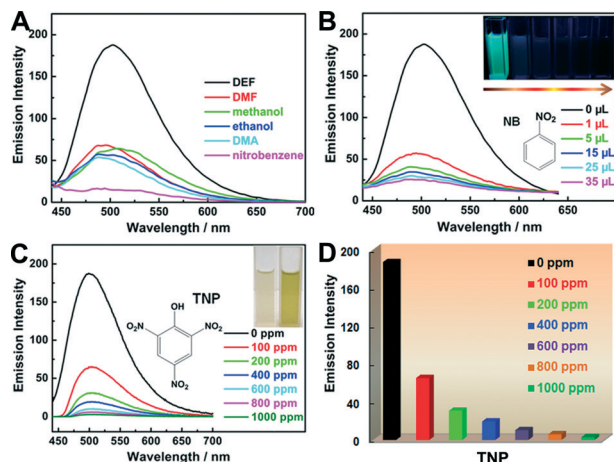 A
Emission Intensity
200
150
100
50
0
450 500 550 600 650 700
Wavelength / nm
DEF
DMF
methanol
ethanol
DMA
nitrobenzene
B
Emission Intensity
200
150
100
50
0
450 500 550 600 650
Wavelength / nm
NB
NO2
0 µL
1 µL
5 µL
15 µL
25 µL
35 µL
C
Emission Intensity
200
150
100
50
0
450 500 550 600 650 700
Wavelength / nm
TNP
OH
O2N
NO2
NO2
0 ppm
100 ppm
200 ppm
400 ppm
600 ppm
800 ppm
1000 ppm
D
Emission Intensity
200
160
120
80
40
0
TNP
0 ppm
100 ppm
200 ppm
400 ppm
600 ppm
800 ppm
1000 ppm